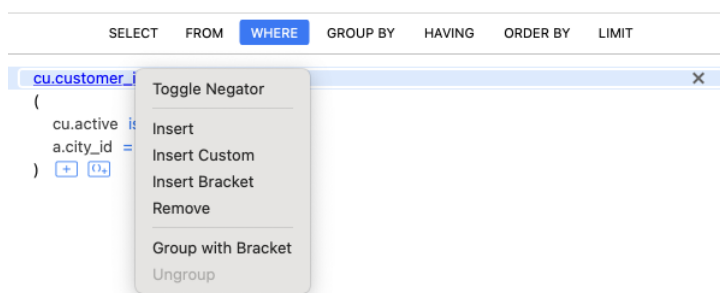 SELECT FROM WHERE GROUP BY HAVING ORDER BY LIMIT
cu.customer_i
(
cu.active is
a.city_id =
) + ()+
Toggle Negator
Insert
Insert Custom
Insert Bracket
Remove
Group with Bracket
Ungroup